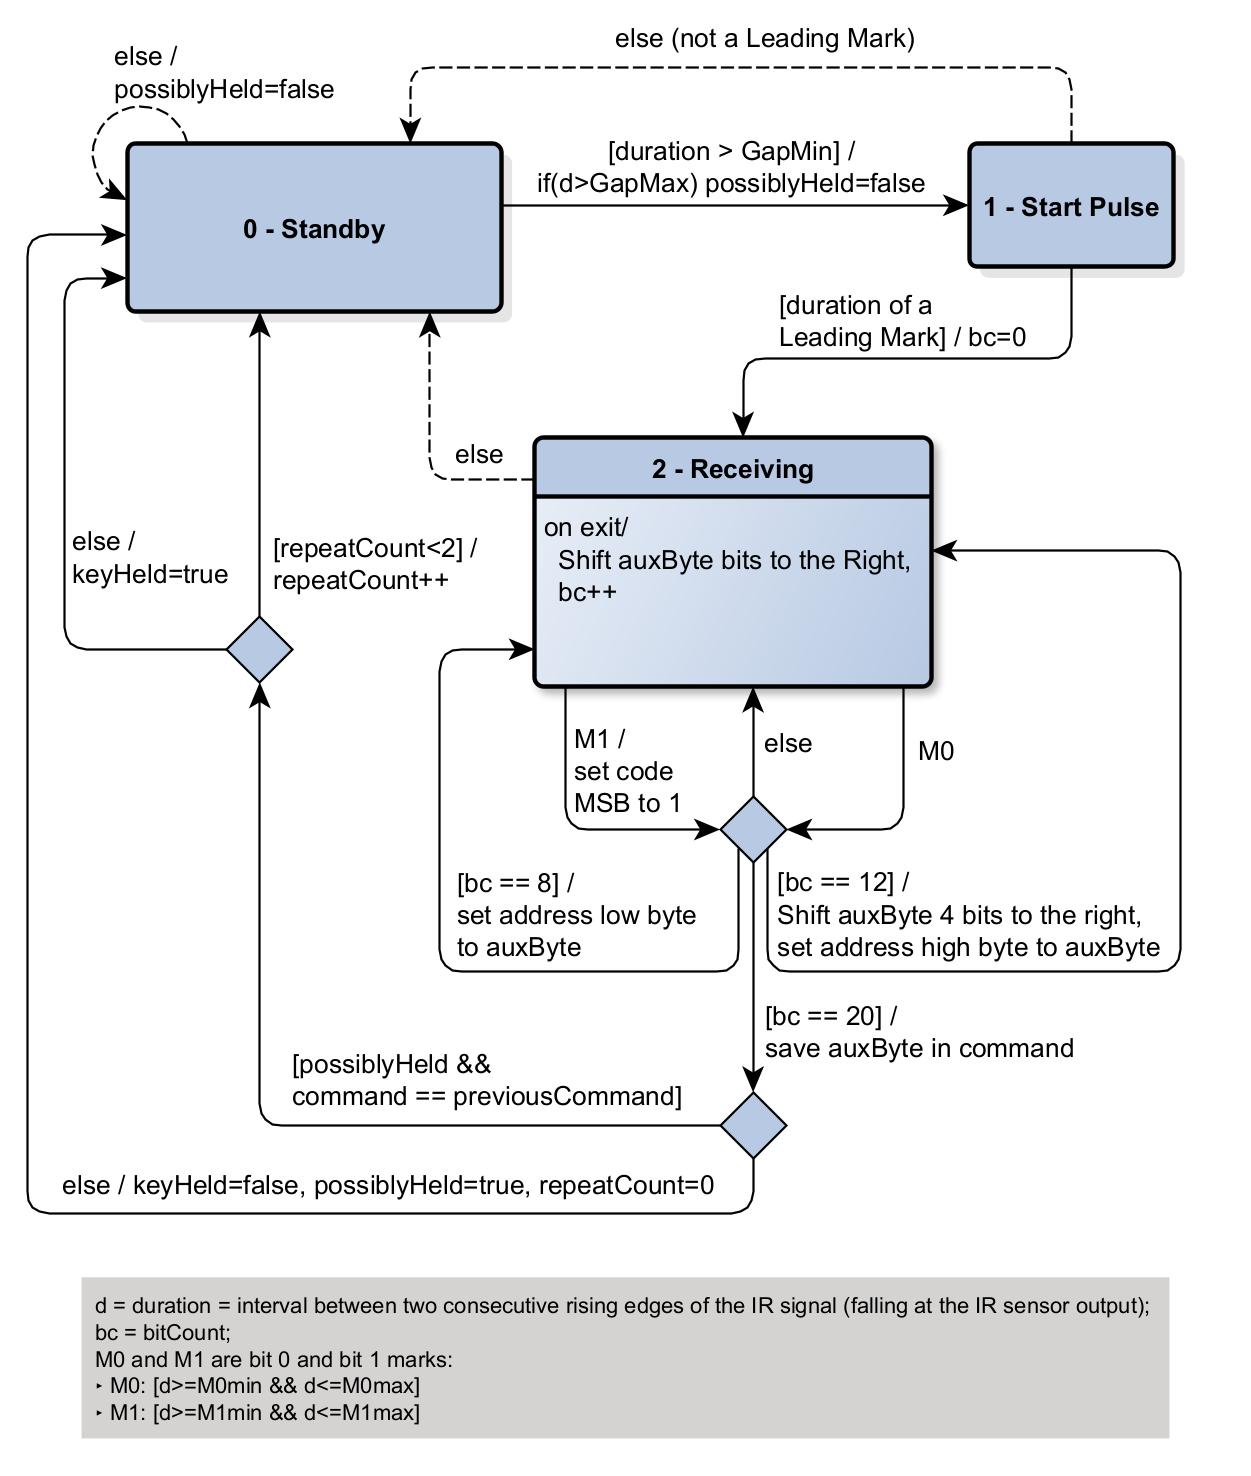 else (not a Leading Mark)
else /
possiblyHeld=false
[duration > GapMin] /
if(d>GapMax) possiblyHeld=false
0 - Standby
1 - Start Pulse
[duration of a
Leading Mark] / bc=0
else
2 - Receiving
on exit/
Shift auxByte bits to the Right,
bc++
else /
keyHeld=true
[repeatCount<2] /
repeatCount++
M1 /
set code
MSB to 1
else
M0
[bc == 8] /
set address low byte
to auxByte
[bc == 12] /
Shift auxByte 4 bits to the right,
set address high byte to auxByte
[bc == 20] /
save auxByte in command
[possiblyHeld &&
command == previousCommand]
else / keyHeld=false, possiblyHeld=true, repeatCount=0
d = duration = interval between two consecutive rising edges of the IR signal (falling at the IR sensor output);
bc = bitCount;
M0 and M1 are bit 0 and bit 1 marks:
‣ M0: [d>=M0min && d<=M0max]
‣ M1: [d>=M1min && d<=M1max]